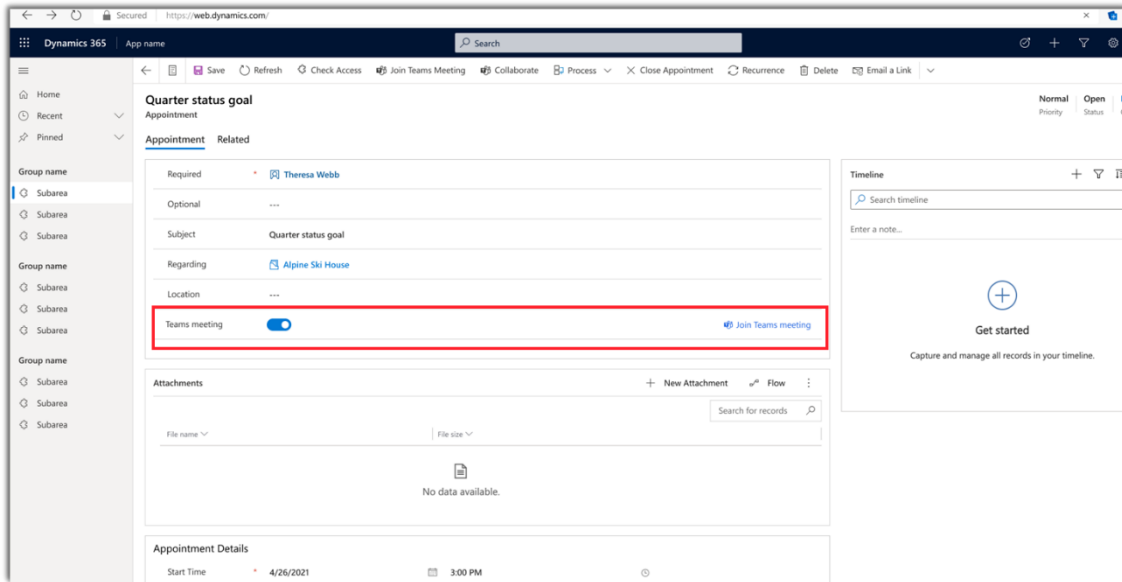 Secured https://web.dynamics.com/
Dynamics 365 App name Search
Save Refresh Check Access Join Teams Meeting Collaborate Process Close Appointment Recurrence Delete Email a Link
Home
Recent
Pinned
Group name
Subarea
Subarea
Subarea
Group name
Subarea
Subarea
Subarea
Group name
Subarea
Subarea
Subarea
Quarter status goal
Appointment
Normal Open
Priority Status
Appointment Related
Required * Theresa Webb
Optional ---
Subject Quarter status goal
Regarding Alpine Ski House
Location ---
Teams meeting Join Teams meeting
Attachments New Attachment Flow
Search for records
File name File size
No data available.
Appointment Details
Start Time * 4/26/2021 3:00 PM
Timeline
Search timeline
Enter a note...
Get started
Capture and manage all records in your timeline.